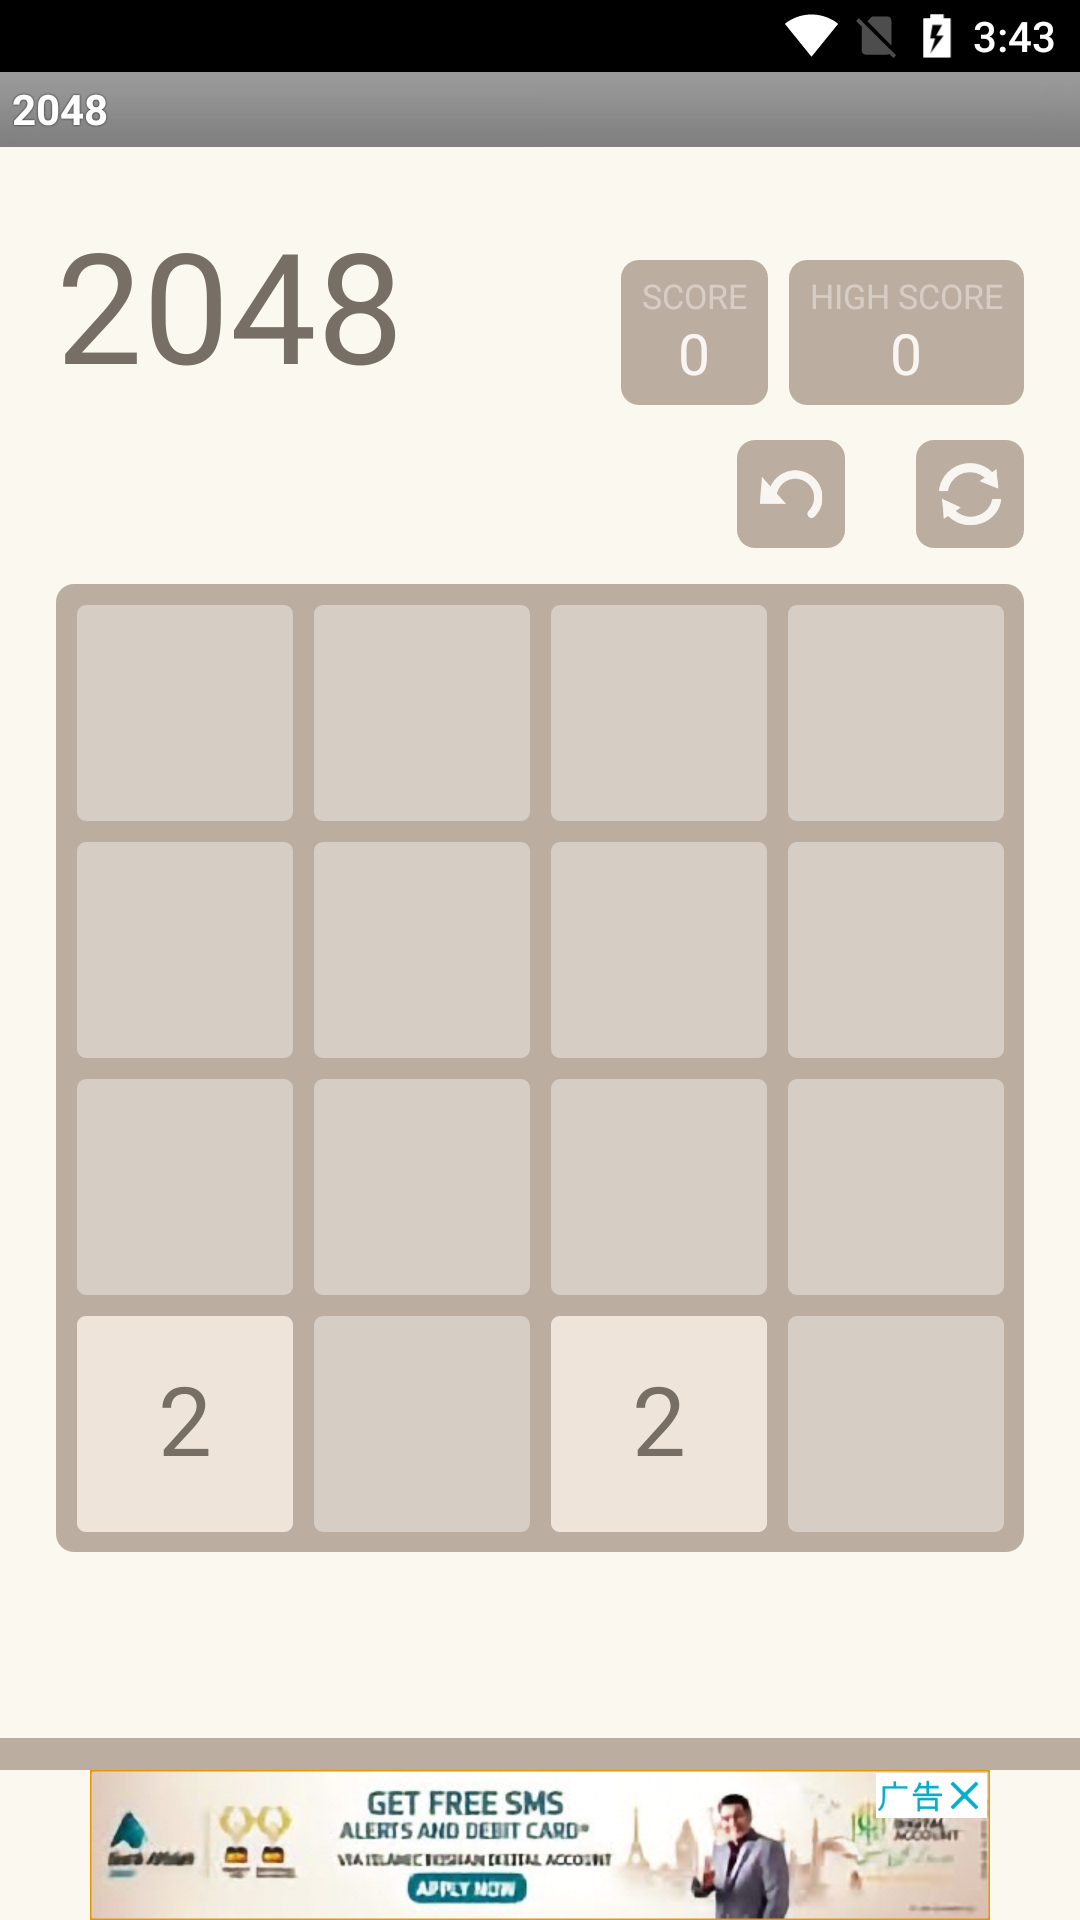 3:43
2048
2048
SCORE
0
HIGH SCORE
0
2
2
GET FREE SMS
ALERTS AND DEBIT CARD*
VIA ISLAMIC ROSHAN DIGITAL ACCOUNT
APPLY NOW
广告
DIGITAL
ACCOUNT